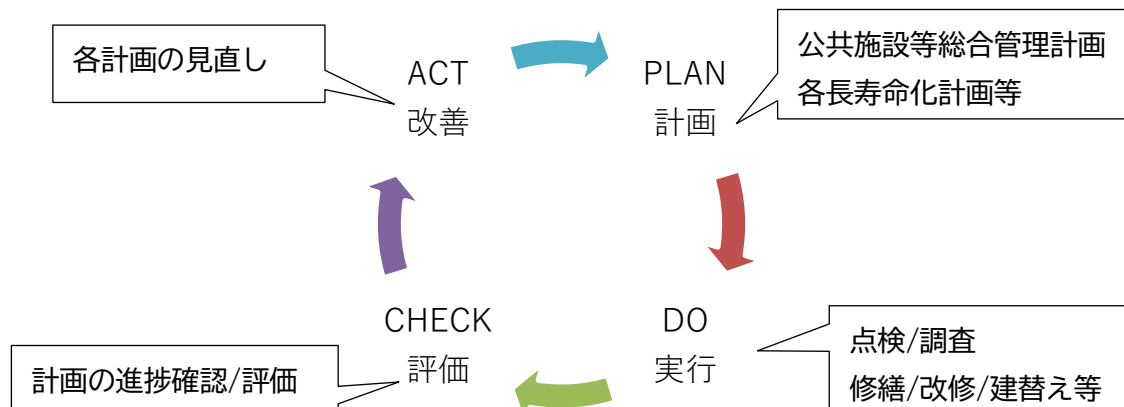 各計画の見直し
ACT
改善
PLAN
計画
公共施設等総合管理計画
各長寿命化計画等
CHECK
評価
計画の進捗確認/評価
DO
実行
点検/調査
修繕/改修/建替え等